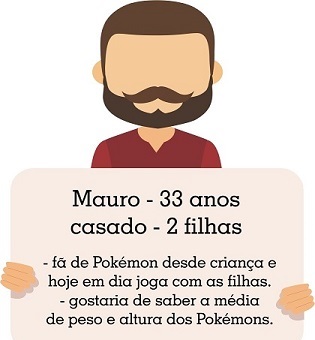 Mauro - 33 anos
casado - 2 filhas
- fã de Pokémon desde criança e
hoje em dia joga com as filhas.
- gostaria de saber a média
de peso e altura dos Pokémons.